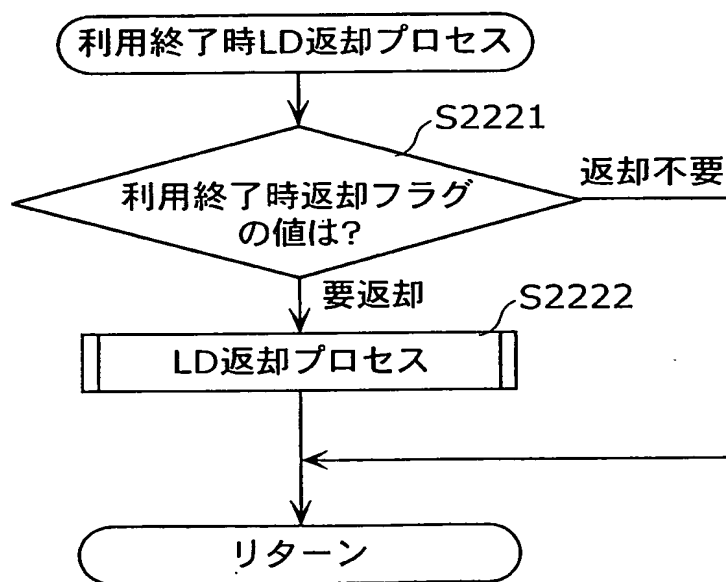 利用終了時LD返却プロセス
S2221
利用終了時返却フラグ
の値は?
返却不要
要返却
S2222
LD返却プロセス
リターン